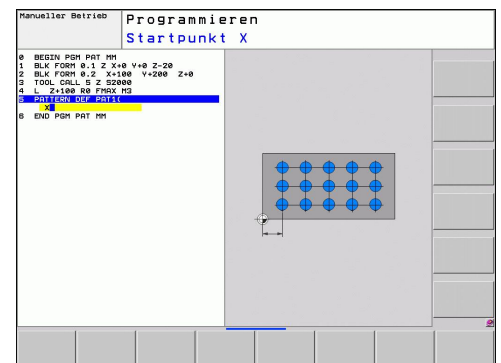 Manueller Betrieb
Programmieren
Startpunkt X
0 BEGIN PGM PAT MM
1 BLK FORM 0.1 Z X+0 Y+0 Z-20
2 BLK FORM 0.2 X+100 Y+200 Z+0
3 TOOL CALL 5 Z S2000
4 L Z+100 R0 FMAX M3
5 PATTERN DEF PAT1(
X
6 END PGM PAT MM